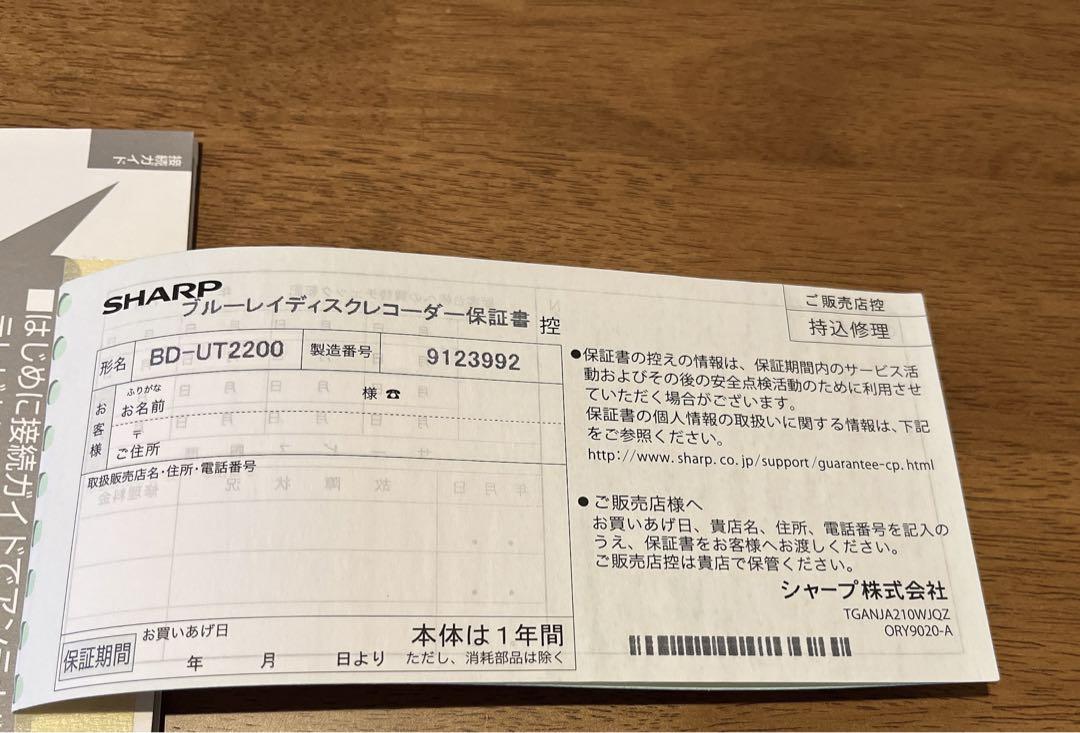 接続ガイド
■はじめに接続ガイドでアン
SHARP
ブルーレイディスクレコーダー保証書 控
ご販売店控
持込修理
形名 BD-UT2200 製造番号 9123992
お客様
ふりがな
お名前 様 ☎
〒
ご住所
取扱販売店名・住所・電話番号
保証期間
お買いあげ日
年 月 日より
本体は1年間
ただし、消耗部品は除く
●保証書の控えの情報は、保証期間内のサービス活
動およびその後の安全点検活動のために利用させ
ていただく場合がございます。
保証書の個人情報の取扱いに関する情報は、下記
をご参照ください。
http://www.sharp.co.jp/support/guarantee-cp.html
●ご販売店様へ
お買いあげ日、貴店名、住所、電話番号を記入の
うえ、保証書をお客様へお渡しください。
ご販売店控は貴店で保管ください。
シャープ株式会社
TGANJA210WJQZ
ORY9020-A